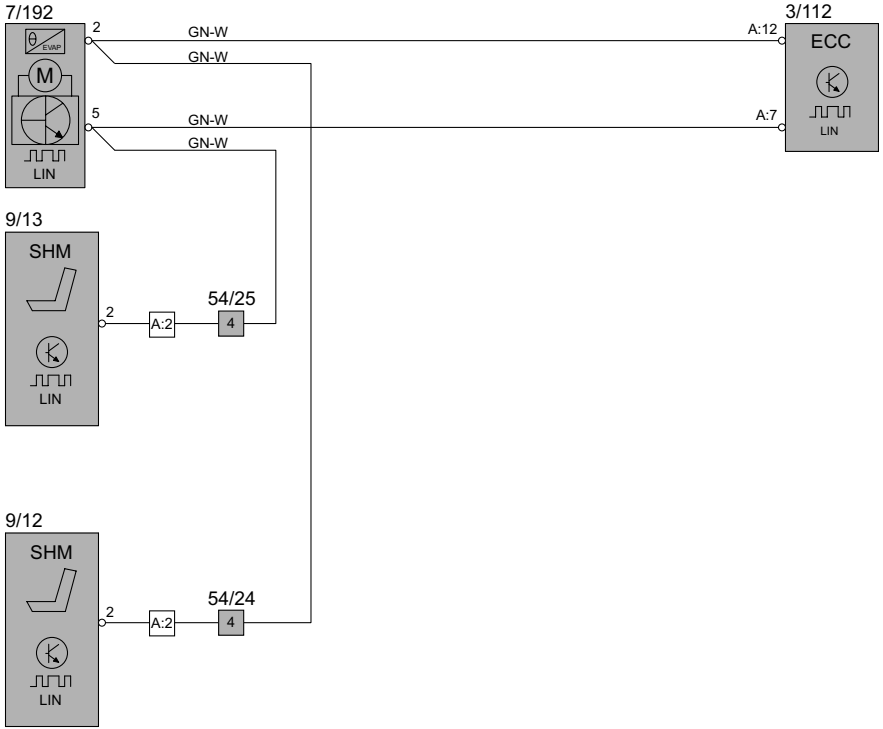 7/192
3/112
2
GN-W
A:12
EVAP
θ
GN-W
ECC
M
5
GN-W
A:7
LIN
GN-W
LIN
9/13
SHM
54/25
2
A:2
4
LIN
9/12
SHM
54/24
2
A:2
4
LIN